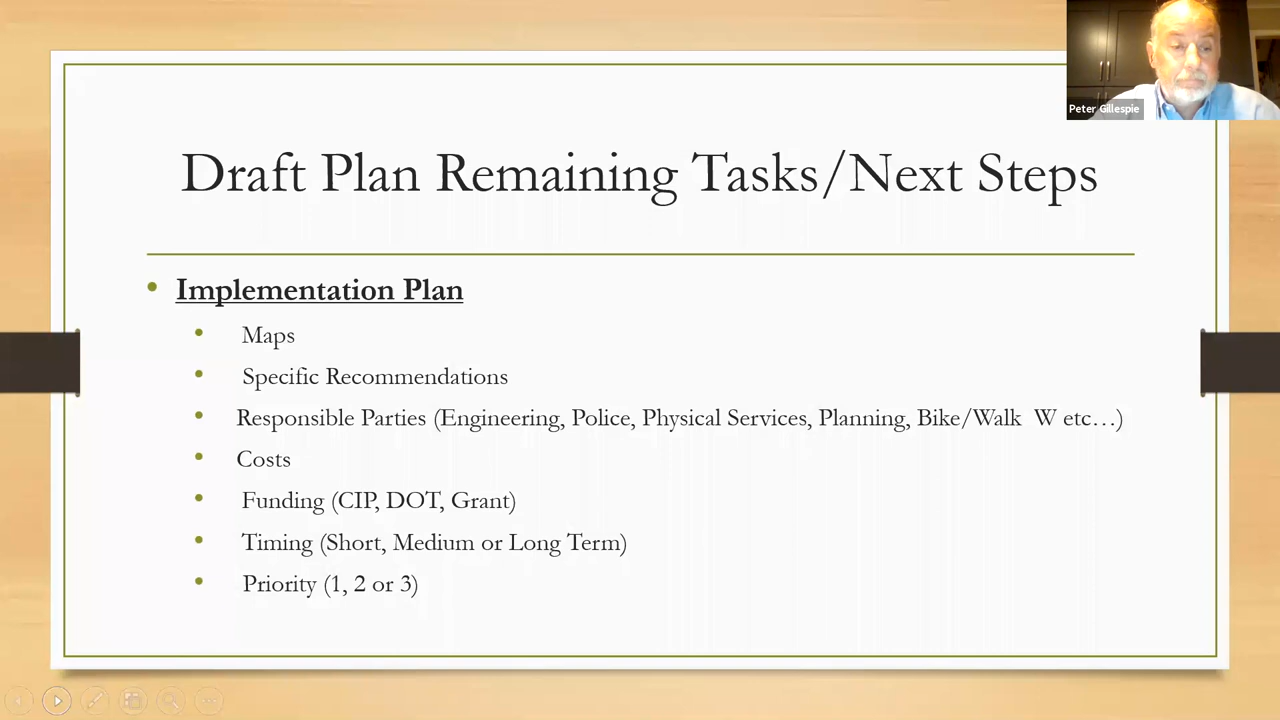 Peter Gillespie
Draft Plan Remaining Tasks/Next Steps
Implementation Plan
Maps
Specific Recommendations
Responsible Parties (Engineering, Police, Physical Services, Planning, Bike/Walk W etc…)
Costs
Funding (CIP, DOT, Grant)
Timing (Short, Medium or Long Term)
Priority (1, 2 or 3)